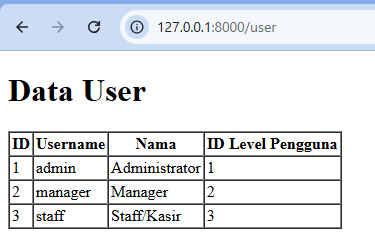 127.0.0.1:8000/user
Data User
ID Username Nama ID Level Pengguna
1 admin Administrator 1
2 manager Manager 2
3 staff Staff/Kasir 3